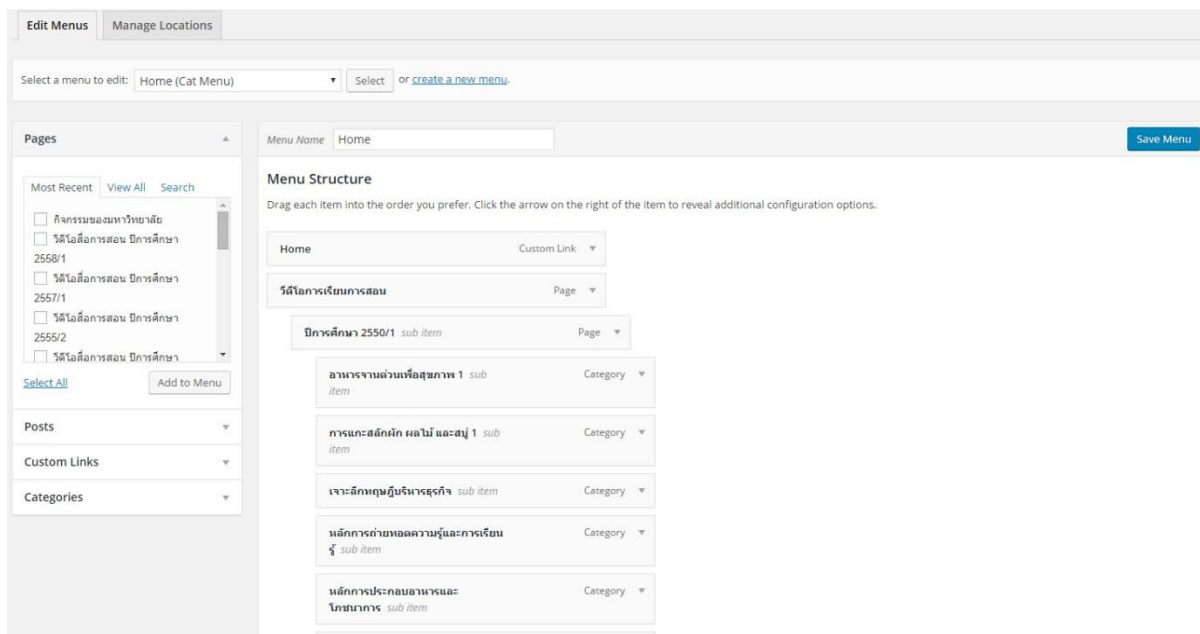 Edit Menus
Manage Locations
Select a menu to edit: Home (Cat Menu) Select or create a new menu.
Pages
Most Recent View All Search
กิจกรรมของมหาวิทยาลัย
วีดีโอสื่อการสอน ปีการศึกษา
2558/1
วีดีโอสื่อการสอน ปีการศึกษา
2557/1
วีดีโอสื่อการสอน ปีการศึกษา
2555/2
วีดีโอสื่อการสอน ปีการศึกษา
Select All Add to Menu
Posts
Custom Links
Categories
Menu Name Home
Save Menu
Menu Structure
Drag each item into the order you prefer. Click the arrow on the right of the item to reveal additional configuration options.
Home Custom Link
วีดีโอการเรียนการสอน Page
ปีการศึกษา 2550/1 sub item Page
อาหารจานด่วนเพื่อสุขภาพ 1 sub Category
item
การแกะสลักผัก ผลไม้ และสบู่ 1 sub Category
item
เจาะลึกทฤษฎีบริหารธุรกิจ sub item Category
หลักการถ่ายทอดความรู้และการเรียน Category
รู้ sub item
หลักการประกอบอาหารและ Category
โภชนาการ sub item